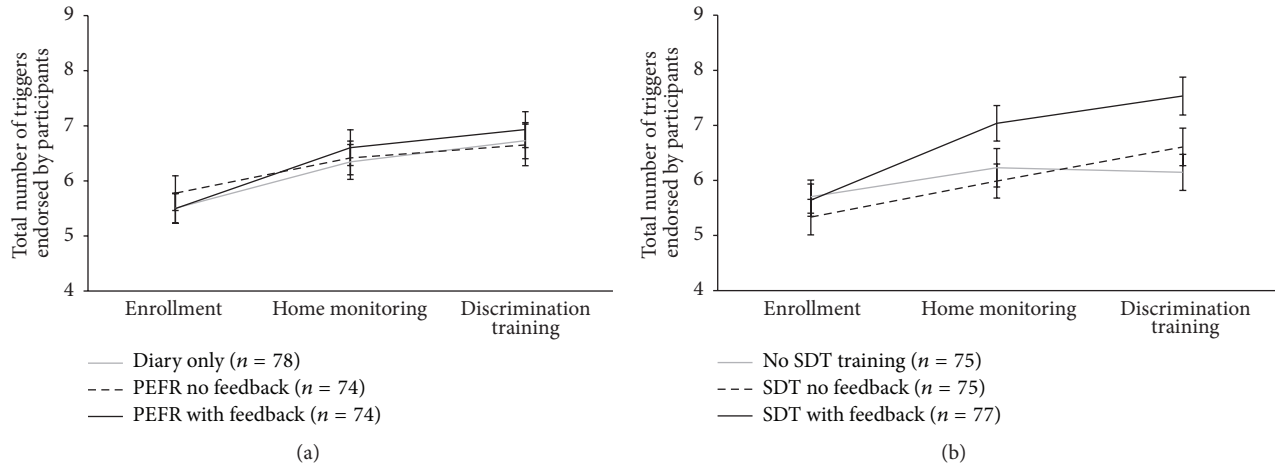 Total number of triggers
endorsed by participants
9
8
7
6
5
4
Enrollment
Home monitoring
Discrimination
training
Diary only (n = 78)
PEFR no feedback (n = 74)
PEFR with feedback (n = 74)
(a)
Total number of triggers
endorsed by participants
9
8
7
6
5
4
Enrollment
Home monitoring
Discrimination
training
No SDT training (n = 75)
SDT no feedback (n = 75)
SDT with feedback (n = 77)
(b)